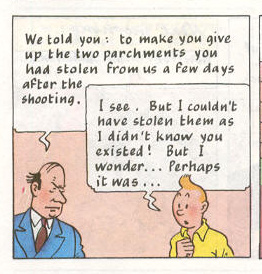 We told you : to make you give
up the two parchments you
had stolen from us a few days
after the
shooting.
I see . But I couldn't
have stolen them as
I didn't know you
existed! But I
wonder... Perhaps
it was ...